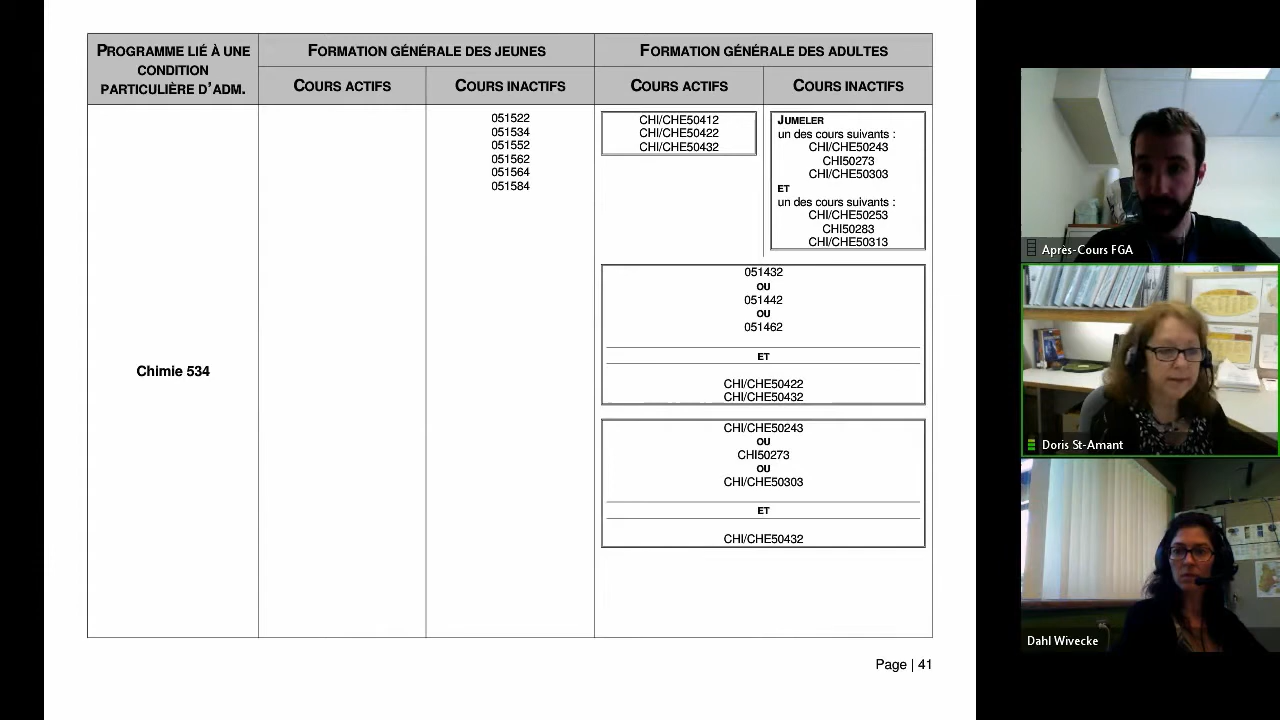 PROGRAMME LIÉ À UNE
CONDITION
PARTICULIÈRE D'ADM.
FORMATION GÉNÉRALE DES JEUNES
FORMATION GÉNÉRALE DES ADULTES
COURS ACTIFS
COURS INACTIFS
COURS ACTIFS
COURS INACTIFS
Chimie 534
051522
051534
051552
051562
051564
051584
CHI/CHE50412
CHI/CHE50422
CHI/CHE50432
JUMELER
un des cours suivants :
CHI/CHE50243
CHI50273
CHI/CHE50303
ET
un des cours suivants :
CHI/CHE50253
CHI50283
CHI/CHE50313
051432
OU
051442
OU
051462
ET
CHI/CHE50422
CHI/CHE50432
CHI/CHE50243
OU
CHI50273
OU
CHI/CHE50303
ET
CHI/CHE50432
Page | 41
Après-Cours FGA
Doris St-Amant
Dahl Wivecke